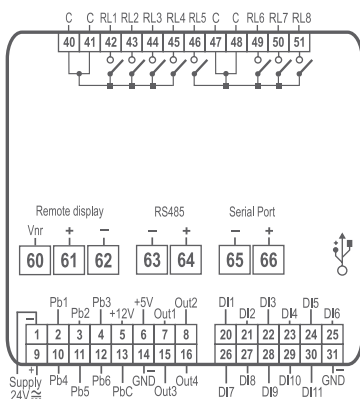 C C RL1 RL2 RL3 RL4 RL5 C C RL6 RL7 RL8
40 41 42 43 44 45 46 47 48 49 50 51
Remote display RS485 Serial Port
Vnr + − − + − +
60 61 62 63 64 65 66
Pb1 Pb3 +5V Out2 DI1 DI3 DI5
Pb2 +12V Out1 DI2 DI4 DI6
− 1 2 3 4 5 6 7 8 20 21 22 23 24 25
+ 9 10 11 12 13 14 15 16 26 27 28 29 30 31
Supply Pb4 Pb6 GND Out4 DI8 DI10 GND
24V Pb5 PbC Out3 DI7 DI9 DI11